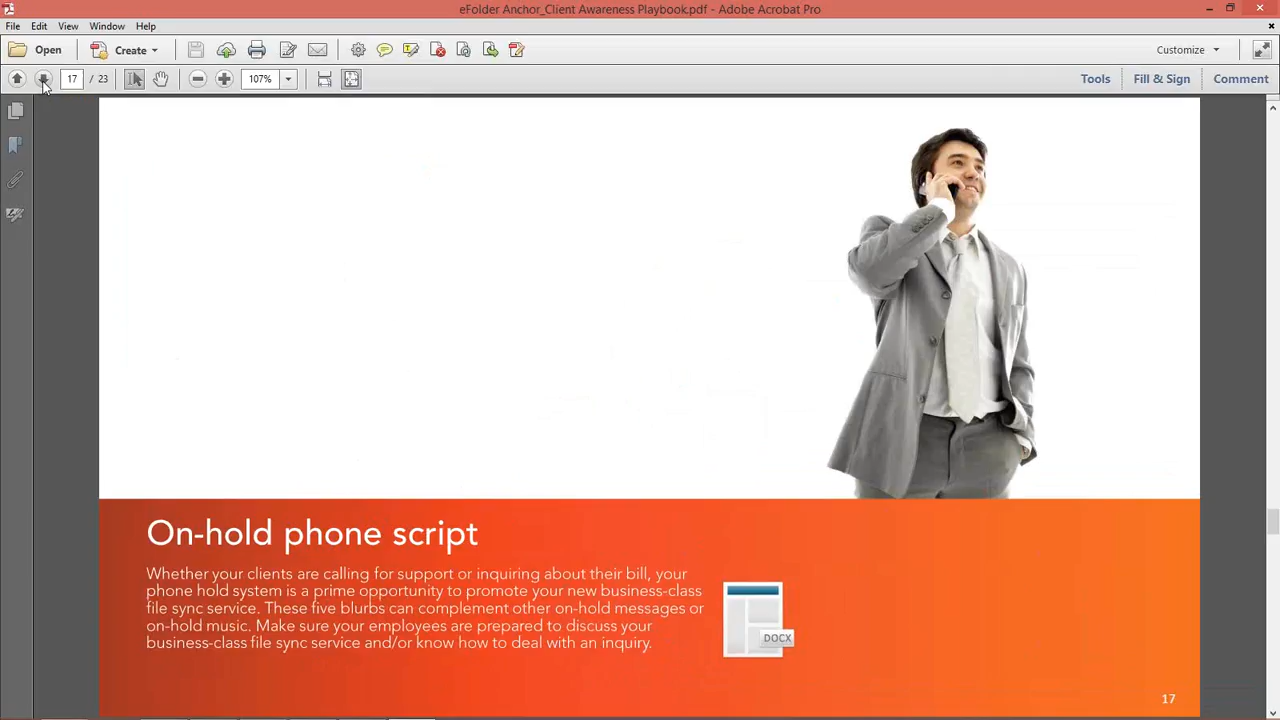 eFolder Anchor_Client Awareness Playbook.pdf - Adobe Acrobat Pro
File Edit View Window Help
Open Create Customize
17 / 23 107% Tools Fill & Sign Comment
On-hold phone script
Whether your clients are calling for support or inquiring about their bill, your
phone hold system is a prime opportunity to promote your new business-class
file sync service. These five blurbs can complement other on-hold messages or
on-hold music. Make sure your employees are prepared to discuss your
business-class file sync service and/or know how to deal with an inquiry.
DOCX
17